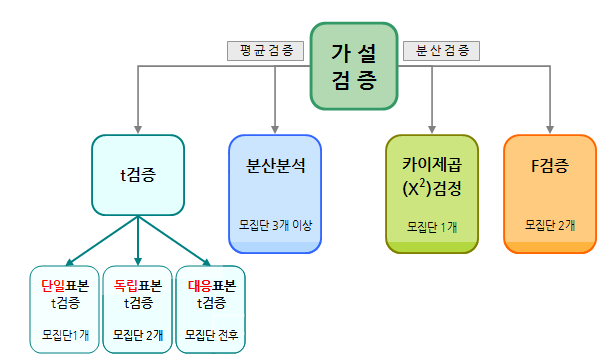 평균검증
가 설
검 증
분산검증
t검증
분산분석
모집단 3개 이상
카이제곱
(X²)검정
모집단 1개
F검증
모집단 2개
단일표본
t검증
모집단1개
독립표본
t검증
모집단 2개
대응표본
t검증
모집단 전후